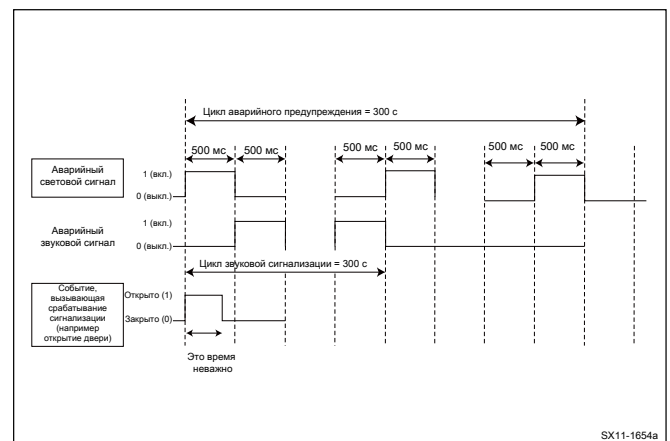 Цикл аварийного предупреждения = 300 с
500 мс 500 мс 500 мс 500 мс 500 мс 500 мс
Аварийный
световой сигнал
1 (вкл.)
0 (выкл.)
Аварийный
звуковой сигнал
1 (вкл.)
0 (выкл.)
Цикл звуковой сигнализации = 300 с
Событие,
вызывающая
срабатывание
сигнализации
(например
открытие двери)
Открыто (1)
Закрыто (0)
Это время
неважно
SX11-1654a